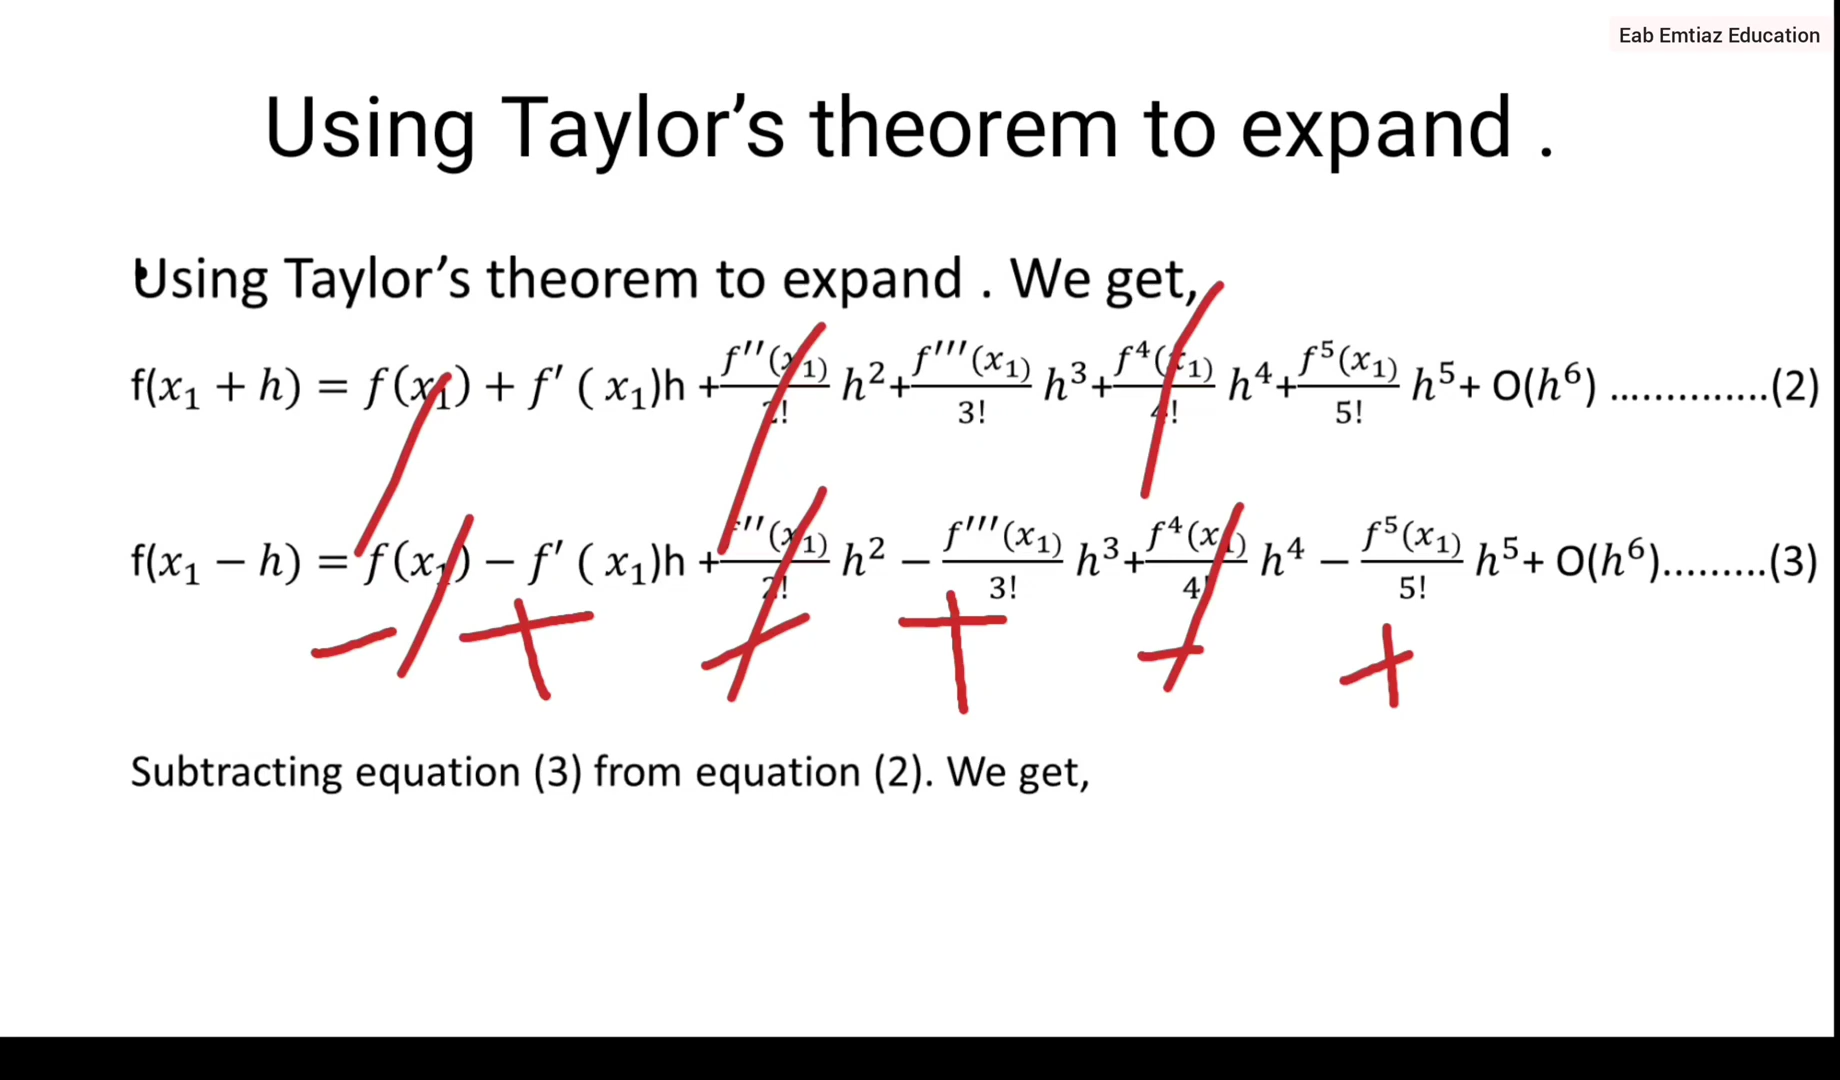 Eab Emtiaz Education
Using Taylor’s theorem to expand .
Using Taylor’s theorem to expand . We get,
f(x₁ + h) = f(x₁) + f′ ( x₁)h + f′′(x₁)/2! h² + f′′′(x₁)/3! h³ + f⁴(x₁)/4! h⁴ + f⁵(x₁)/5! h⁵ + O(h⁶) ..............(2)
f(x₁ − h) = f(x₁) − f′ ( x₁)h + f′′(x₁)/2! h² − f′′′(x₁)/3! h³ + f⁴(x₁)/4! h⁴ − f⁵(x₁)/5! h⁵ + O(h⁶).........(3)
− + − + − +
Subtracting equation (3) from equation (2). We get,